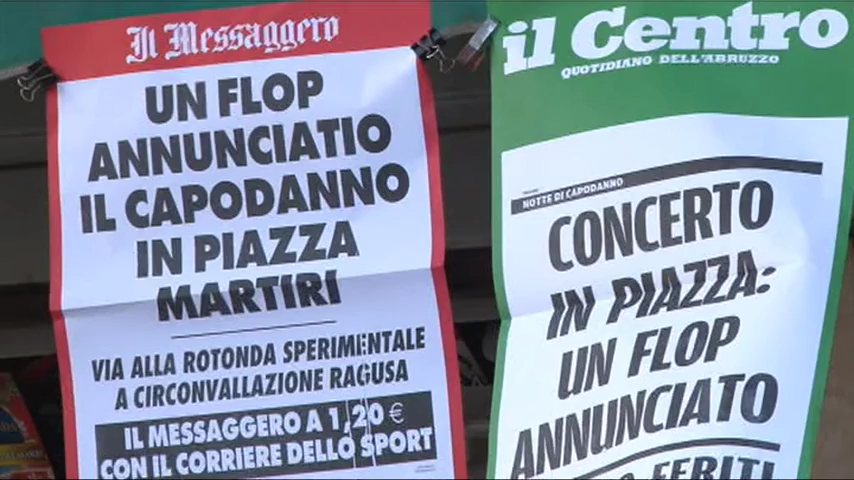 Il Messaggero
UN FLOP
ANNUNCIATIO
IL CAPODANNO
IN PIAZZA
MARTIRI
VIA ALLA ROTONDA SPERIMENTALE
A CIRCONVALLAZIONE RAGUSA
IL MESSAGGERO A 1,20 €
CON IL CORRIERE DELLO SPORT
il Centro
QUOTIDIANO DELL'ABRUZZO
NOTTE DI CAPODANNO
CONCERTO
IN PIAZZA:
UN FLOP
ANNUNCIATO
FERITI